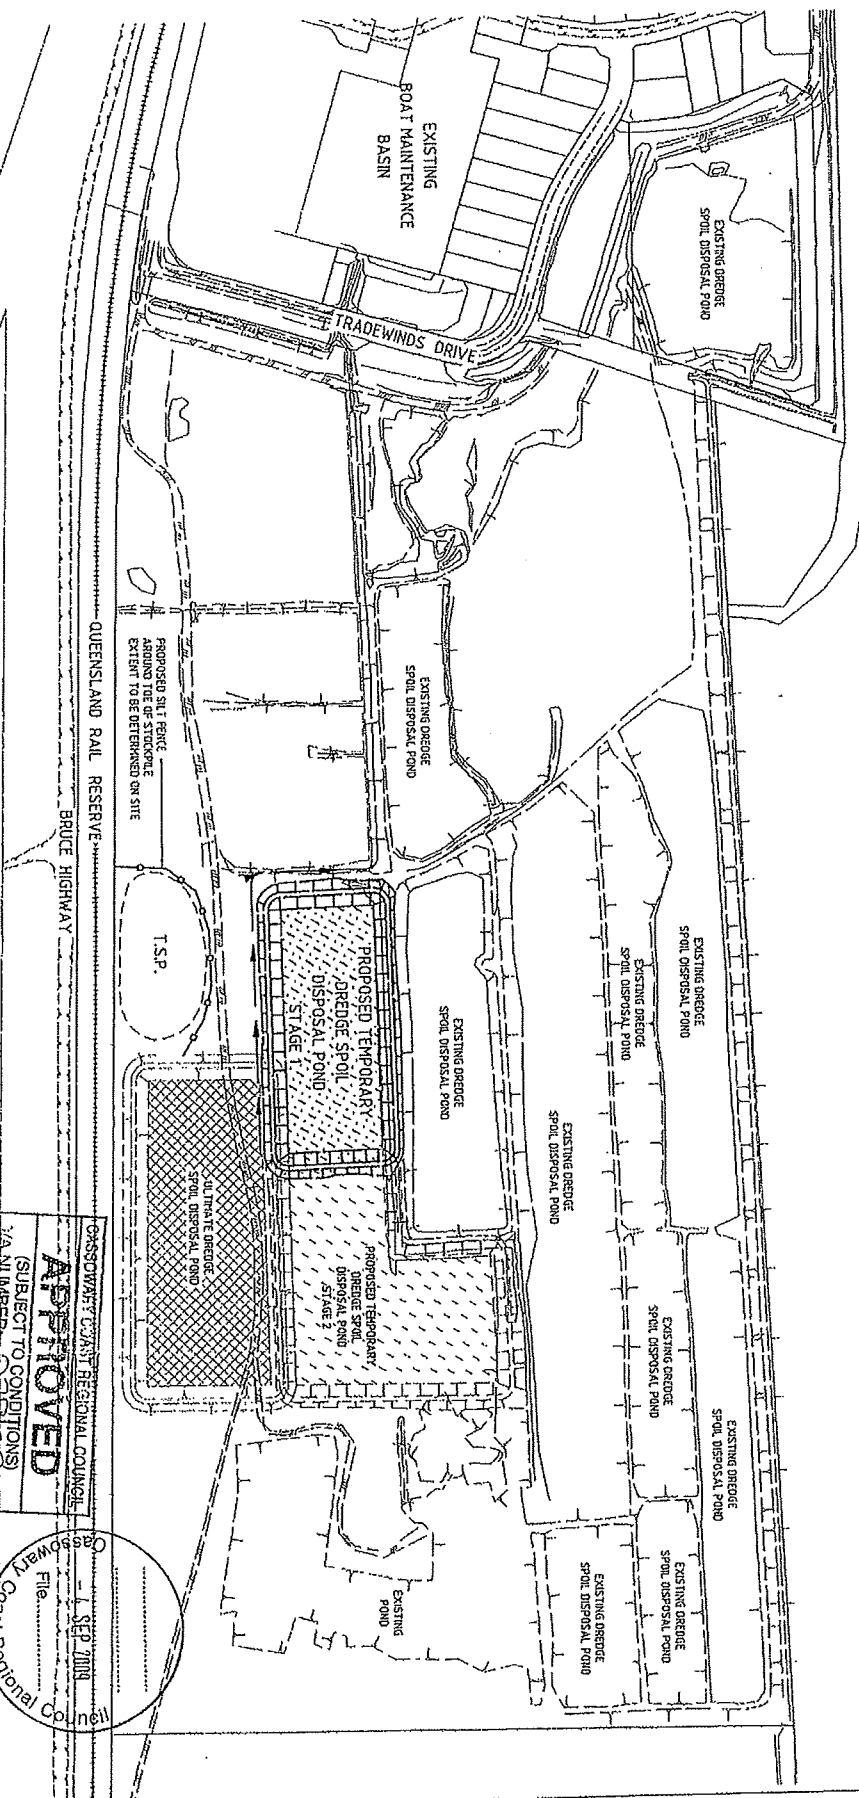 EXISTING
BOAT MAINTENANCE
BASIN
EXISTING DREDGE
SPOIL DISPOSAL POND
TRADEWINDS DRIVE
EXISTING DREDGE
SPOIL DISPOSAL POND
PROPOSED SILT FENCE
AROUND TOE OF STOCKPILE
EXTENT TO BE DETERMINED ON SITE
QUEENSLAND RAIL RESERVE
BRUCE HIGHWAY
T.S.P.
PROPOSED TEMPORARY
DREDGE SPOIL
DISPOSAL POND
STAGE 1
EXISTING DREDGE
SPOIL DISPOSAL POND
EXISTING DREDGE
SPOIL DISPOSAL POND
EXISTING DREDGE
SPOIL DISPOSAL POND
EXISTING DREDGE
SPOIL DISPOSAL POND
ULTIMATE DREDGE
SPOIL DISPOSAL POND
PROPOSED TEMPORARY
DREDGE SPOIL
DISPOSAL POND
STAGE 2
EXISTING DREDGE
SPOIL DISPOSAL POND
EXISTING DREDGE
SPOIL DISPOSAL POND
EXISTING DREDGE
SPOIL DISPOSAL POND
EXISTING DREDGE
SPOIL DISPOSAL POND
EXISTING
POND
CASSOWARY COAST REGIONAL COUNCIL
APPROVED
(SUBJECT TO CONDITIONS)
SEP 2009
File
Cassowary Coast Regional Council